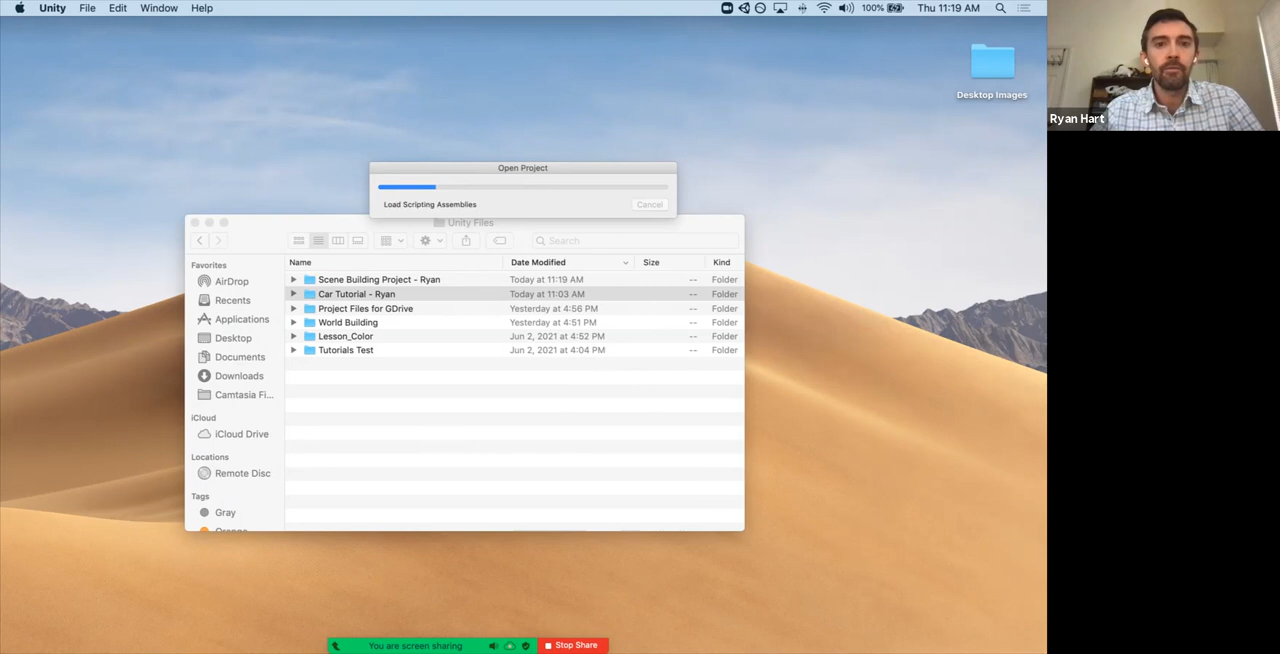 Unity File Edit Window Help
100% Thu 11:19 AM
Desktop Images
Ryan Hart
Open Project
Load Scripting Assemblies Cancel
Unity Files
Search
Favorites
AirDrop
Recents
Applications
Desktop
Documents
Downloads
Camtasia Fi...
iCloud
iCloud Drive
Locations
Remote Disc
Tags
Gray
Orange
Name Date Modified Size Kind
Scene Building Project - Ryan Today at 11:19 AM -- Folder
Car Tutorial - Ryan Today at 11:03 AM -- Folder
Project Files for GDrive Yesterday at 4:56 PM -- Folder
World Building Yesterday at 4:51 PM -- Folder
Lesson_Color Jun 2, 2021 at 4:52 PM -- Folder
Tutorials Test Jun 2, 2021 at 4:04 PM -- Folder
You are screen sharing Stop Share